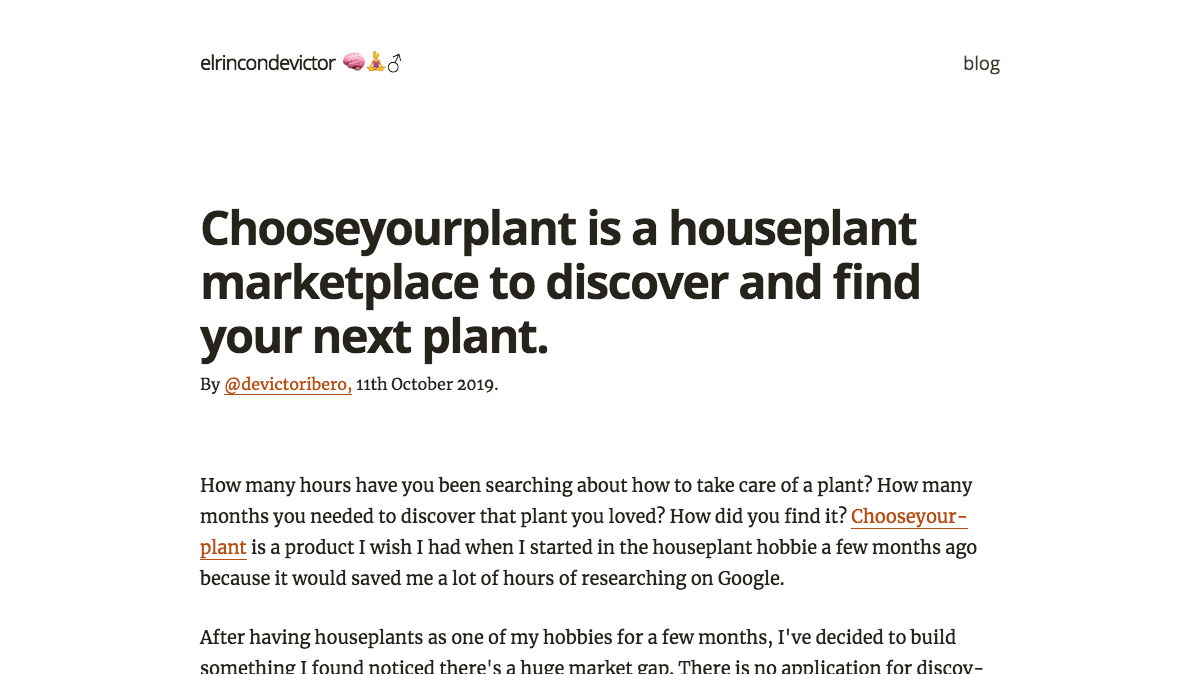 elrincondevictor 🧠🧘‍♂
blog
Chooseyourplant is a houseplant
marketplace to discover and find
your next plant.
By @devictoribero, 11th October 2019.
How many hours have you been searching about how to take care of a plant? How many
months you needed to discover that plant you loved? How did you find it? Chooseyour-
plant is a product I wish I had when I started in the houseplant hobbie a few months ago
because it would saved me a lot of hours of researching on Google.
After having houseplants as one of my hobbies for a few months, I've decided to build
something I found noticed there's a huge market gap. There is no application for discov-